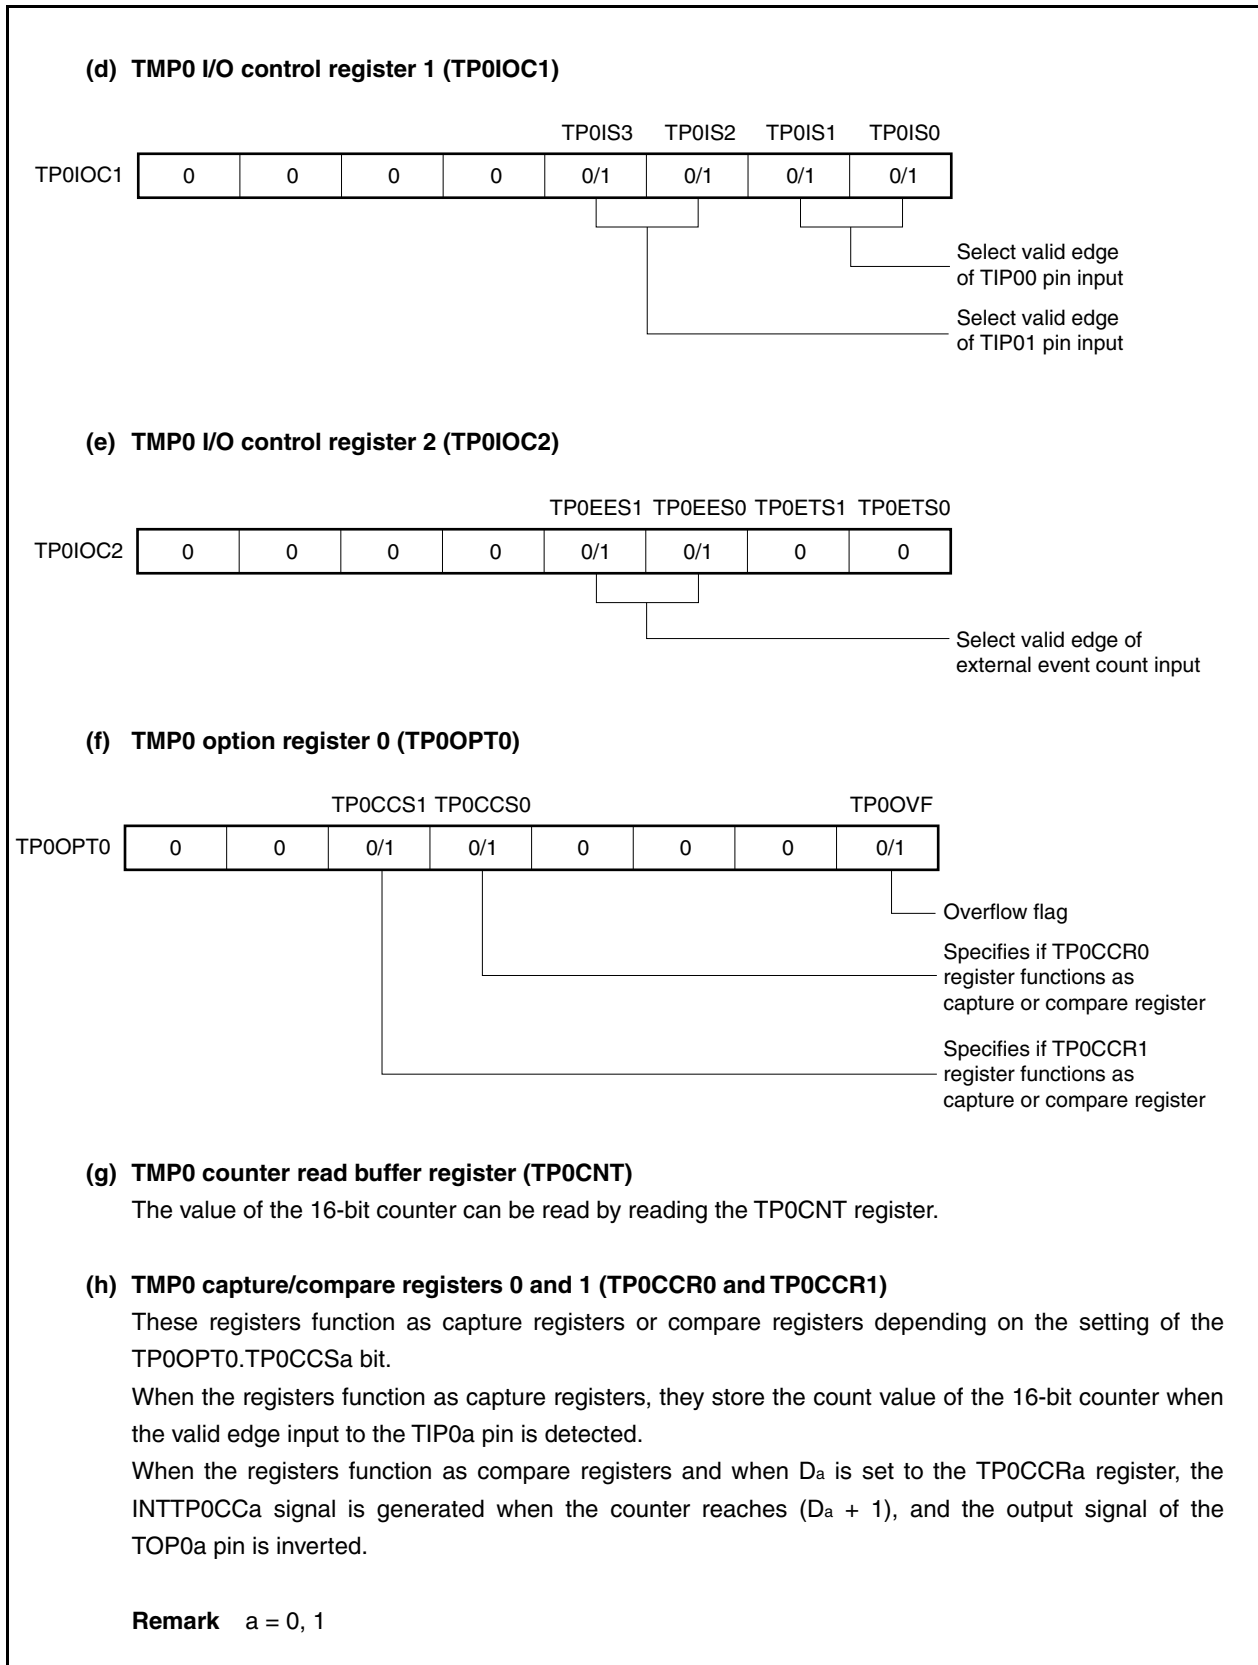 (d) TMP0 I/O control register 1 (TP0IOC1)
TP0IS3 TP0IS2 TP0IS1 TP0IS0
TP0IOC1 0 0 0 0 0/1 0/1 0/1 0/1
Select valid edge
of TIP00 pin input
Select valid edge
of TIP01 pin input
(e) TMP0 I/O control register 2 (TP0IOC2)
TP0EES1 TP0EES0 TP0ETS1 TP0ETS0
TP0IOC2 0 0 0 0 0/1 0/1 0 0
Select valid edge of
external event count input
(f) TMP0 option register 0 (TP0OPT0)
TP0CCS1 TP0CCS0 TP0OVF
TP0OPT0 0 0 0/1 0/1 0 0 0 0/1
Overflow flag
Specifies if TP0CCR0
register functions as
capture or compare register
Specifies if TP0CCR1
register functions as
capture or compare register
(g) TMP0 counter read buffer register (TP0CNT)
The value of the 16-bit counter can be read by reading the TP0CNT register.
(h) TMP0 capture/compare registers 0 and 1 (TP0CCR0 and TP0CCR1)
These registers function as capture registers or compare registers depending on the setting of the
TP0OPT0.TP0CCSa bit.
When the registers function as capture registers, they store the count value of the 16-bit counter when
the valid edge input to the TIP0a pin is detected.
When the registers function as compare registers and when Da is set to the TP0CCRa register, the
INTTP0CCa signal is generated when the counter reaches (Da + 1), and the output signal of the
TOP0a pin is inverted.
Remark a = 0, 1